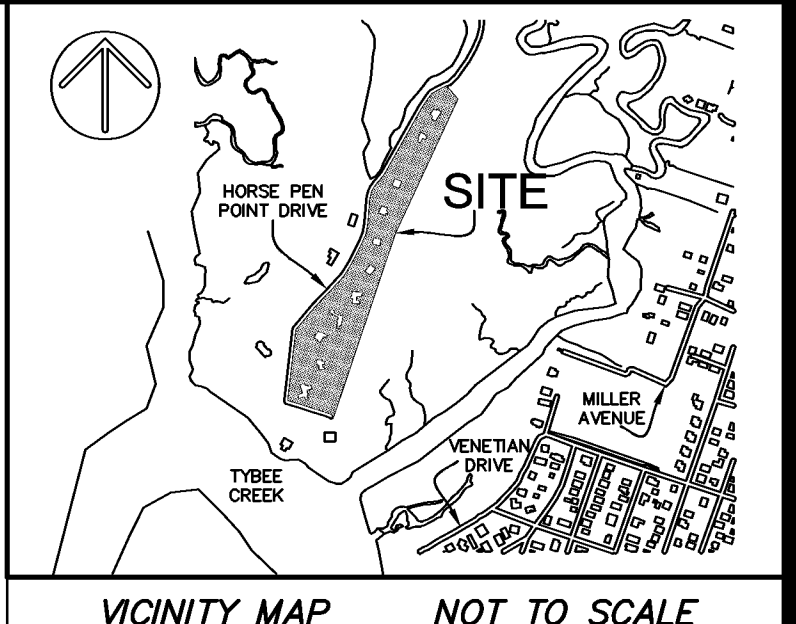 HORSE PEN
POINT DRIVE
SITE
MILLER
AVENUE
VENETIAN
DRIVE
TYBEE
CREEK
VICINITY MAP NOT TO SCALE